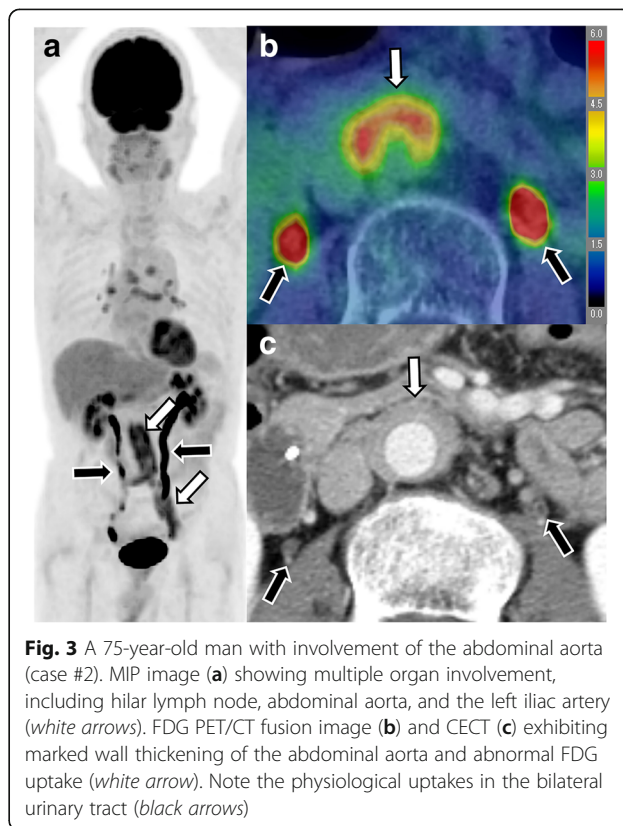 a
b
6.0
4.5
3.0
1.5
0.0
c
Fig. 3 A 75-year-old man with involvement of the abdominal aorta
(case #2). MIP image (a) showing multiple organ involvement,
including hilar lymph node, abdominal aorta, and the left iliac artery
(white arrows). FDG PET/CT fusion image (b) and CECT (c) exhibiting
marked wall thickening of the abdominal aorta and abnormal FDG
uptake (white arrow). Note the physiological uptakes in the bilateral
urinary tract (black arrows)